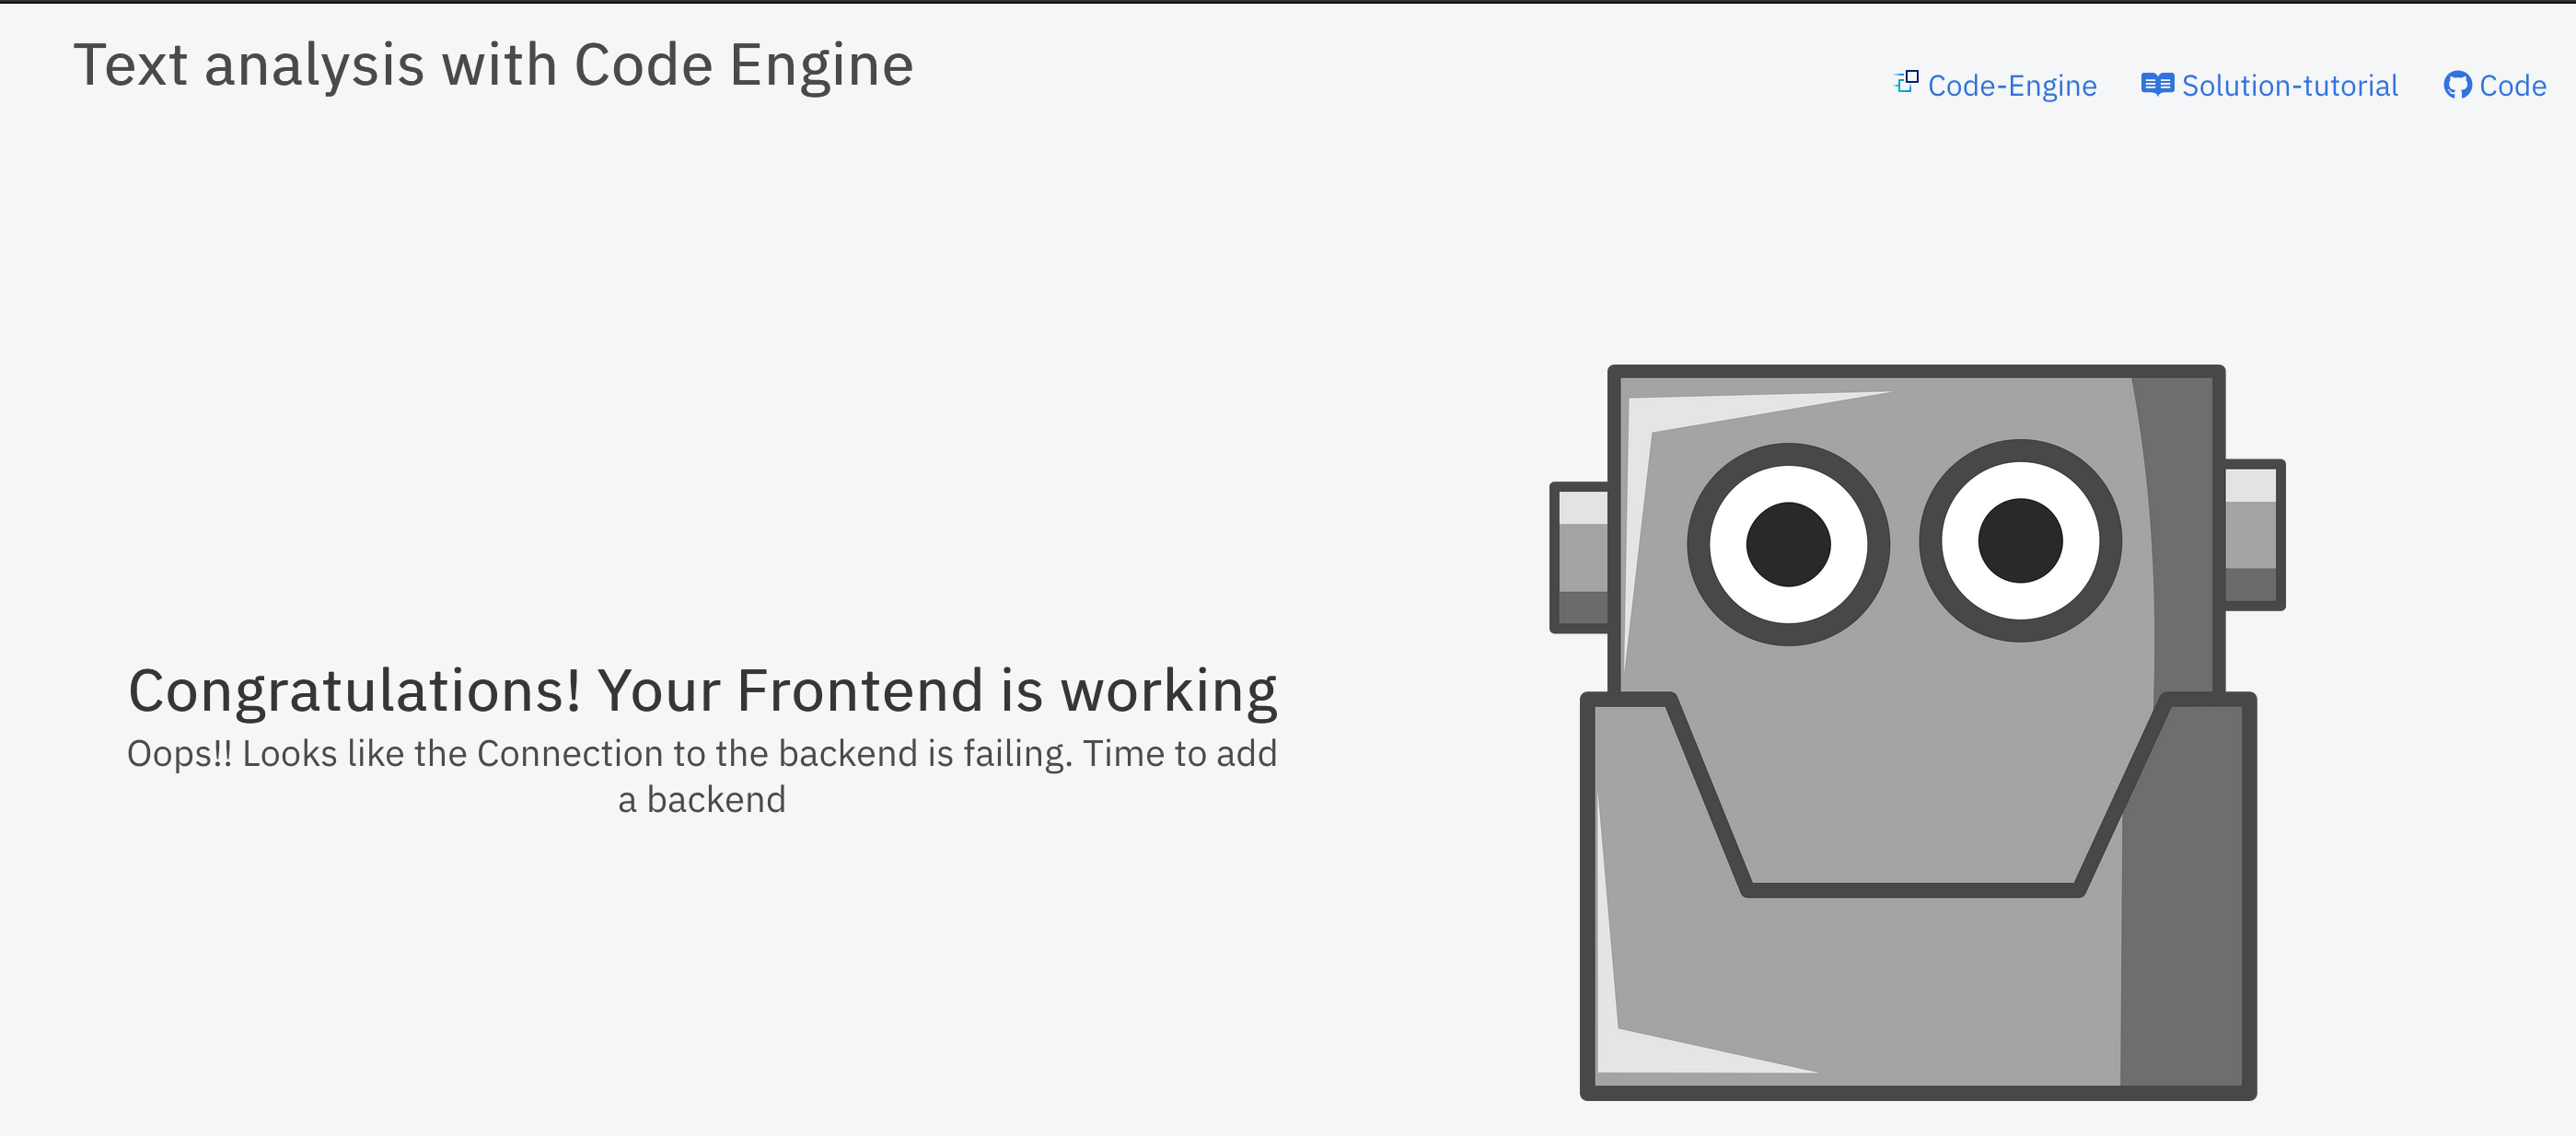 Text analysis with Code Engine
Code-Engine
Solution-tutorial
Code
Congratulations! Your Frontend is working
Oops!! Looks like the Connection to the backend is failing. Time to add
a backend